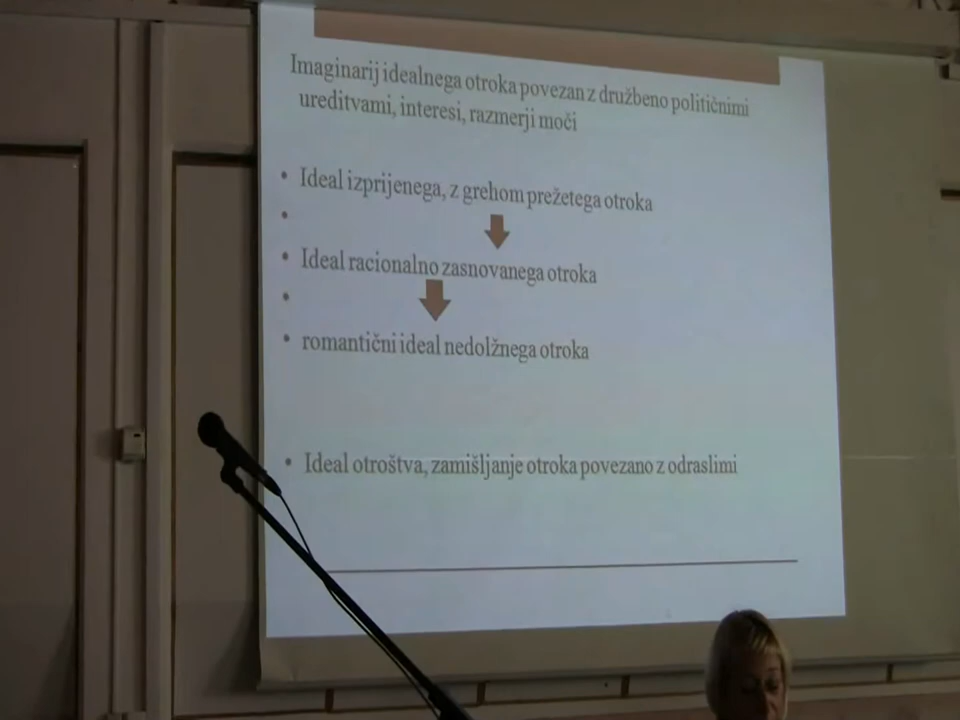 Imaginarij idealnega otroka povezan z družbeno političnimi
ureditvami, interesi, razmerji moči
• Ideal izprijenega, z grehom prežetega otroka
•
• Ideal racionalno zasnovanega otroka
•
• romantični ideal nedolžnega otroka
• Ideal otroštva, zamišljanje otroka povezano z odraslimi